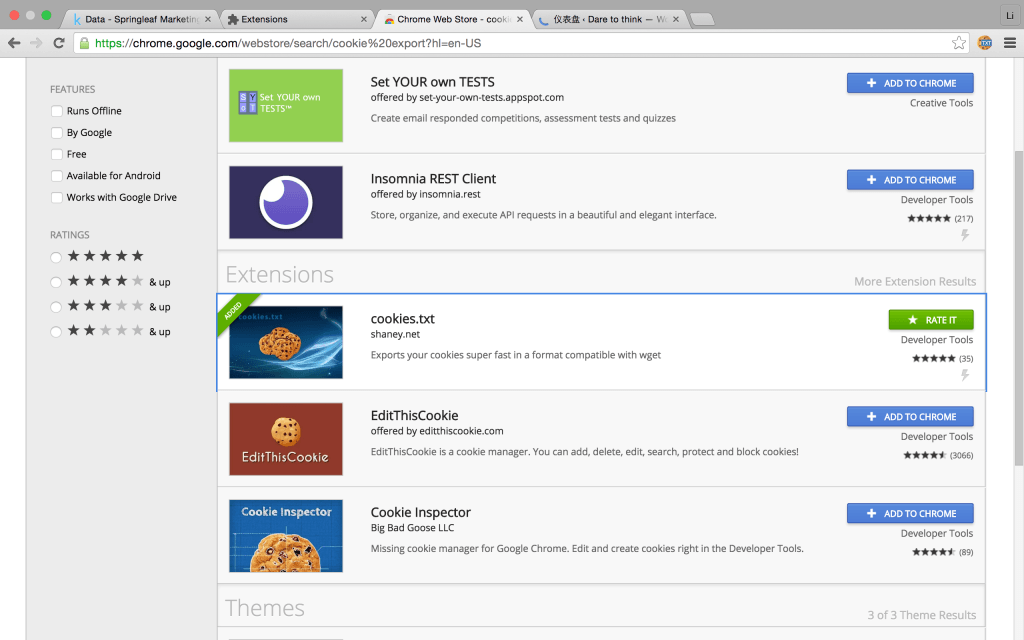 Data - Springleaf Marketing
Extensions
Chrome Web Store - cooki
仪表盘 ‹ Dare to think — Wo
Li
https://chrome.google.com/webstore/search/cookie%20export?hl=en-US
FEATURES
Runs Offline
By Google
Free
Available for Android
Works with Google Drive
RATINGS
& up
& up
& up
Set YOUR own
TESTS™
Set YOUR own TESTS
offered by set-your-own-tests.appspot.com
Create email responded competitions, assessment tests and quizzes
ADD TO CHROME
Creative Tools
Insomnia REST Client
offered by insomnia.rest
Store, organize, and execute API requests in a beautiful and elegant interface.
ADD TO CHROME
Developer Tools
(217)
Extensions
More Extension Results
ADDED
cookies.txt
cookies.txt
shaney.net
Exports your cookies super fast in a format compatible with wget
RATE IT
Developer Tools
(35)
EditThisCookie
EditThisCookie
offered by editthiscookie.com
EditThisCookie is a cookie manager. You can add, delete, edit, search, protect and block cookies!
ADD TO CHROME
Developer Tools
(3066)
Cookie Inspector
Cookie Inspector
Big Bad Goose LLC
Missing cookie manager for Google Chrome. Edit and create cookies right in the Developer Tools.
ADD TO CHROME
Developer Tools
(89)
Themes
3 of 3 Theme Results